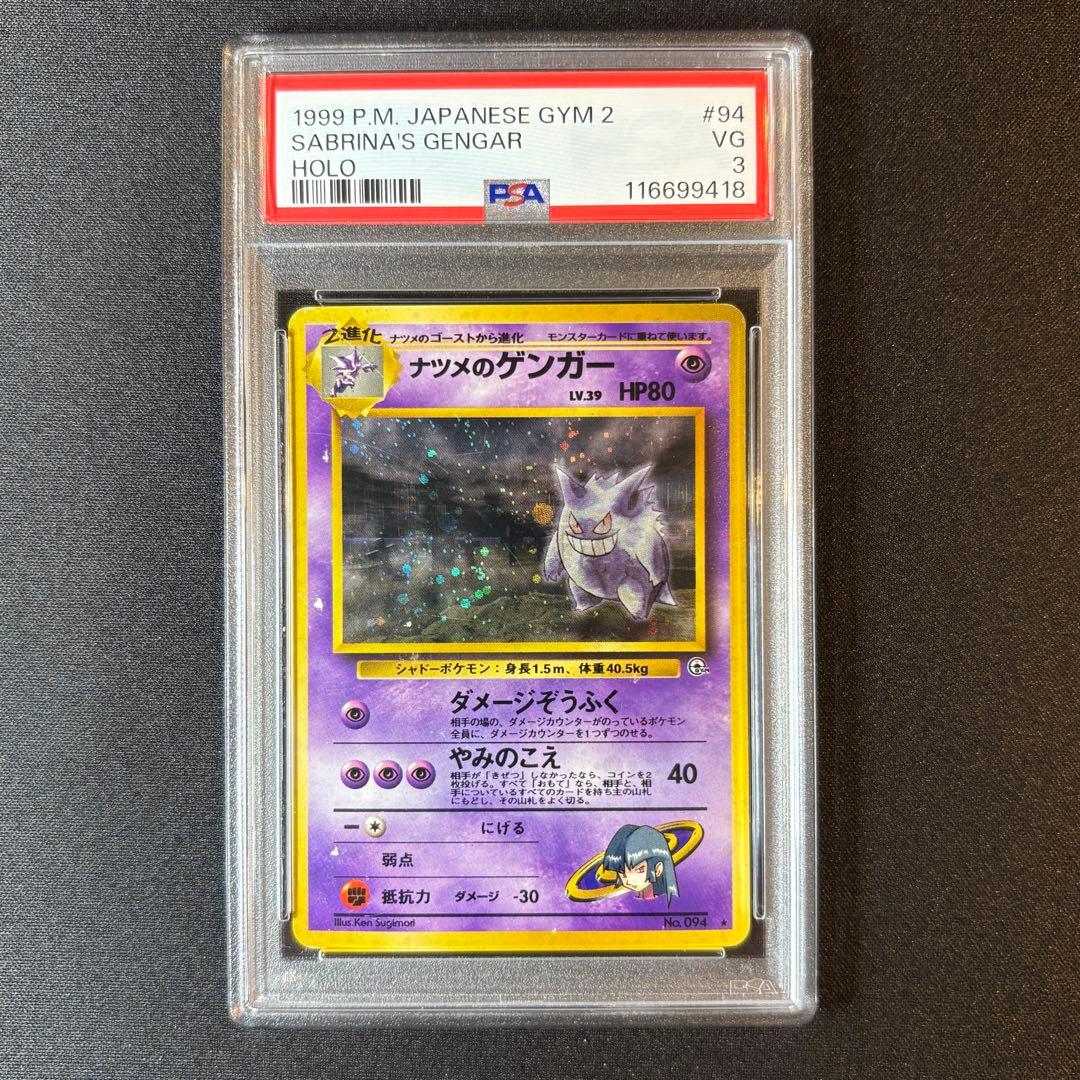 1999 P.M. JAPANESE GYM 2 #94
SABRINA'S GENGAR VG
HOLO 3
PSA 116699418
2進化 ナツメのゴーストから進化 モンスターカードに重ねて使います。
ナツメのゲンガー
LV.39 HP80
シャドーポケモン：身長1.5m、体重40.5kg
ダメージぞうふく
相手の場の、ダメージカウンターがのっているポケモン
全員に、ダメージカウンターを1つずつのせる。
やみのこえ 40
相手が「きぜつ」しなかったなら、コインを2
枚投げる。すべて「おもて」なら、相手と、相
手についているすべてのカードを持ち主の山札
にもどし、その山札をよく切る。
にげる
弱点
抵抗力 ダメージ -30
Illus. Ken Sugimori No. 094 ★
PSA